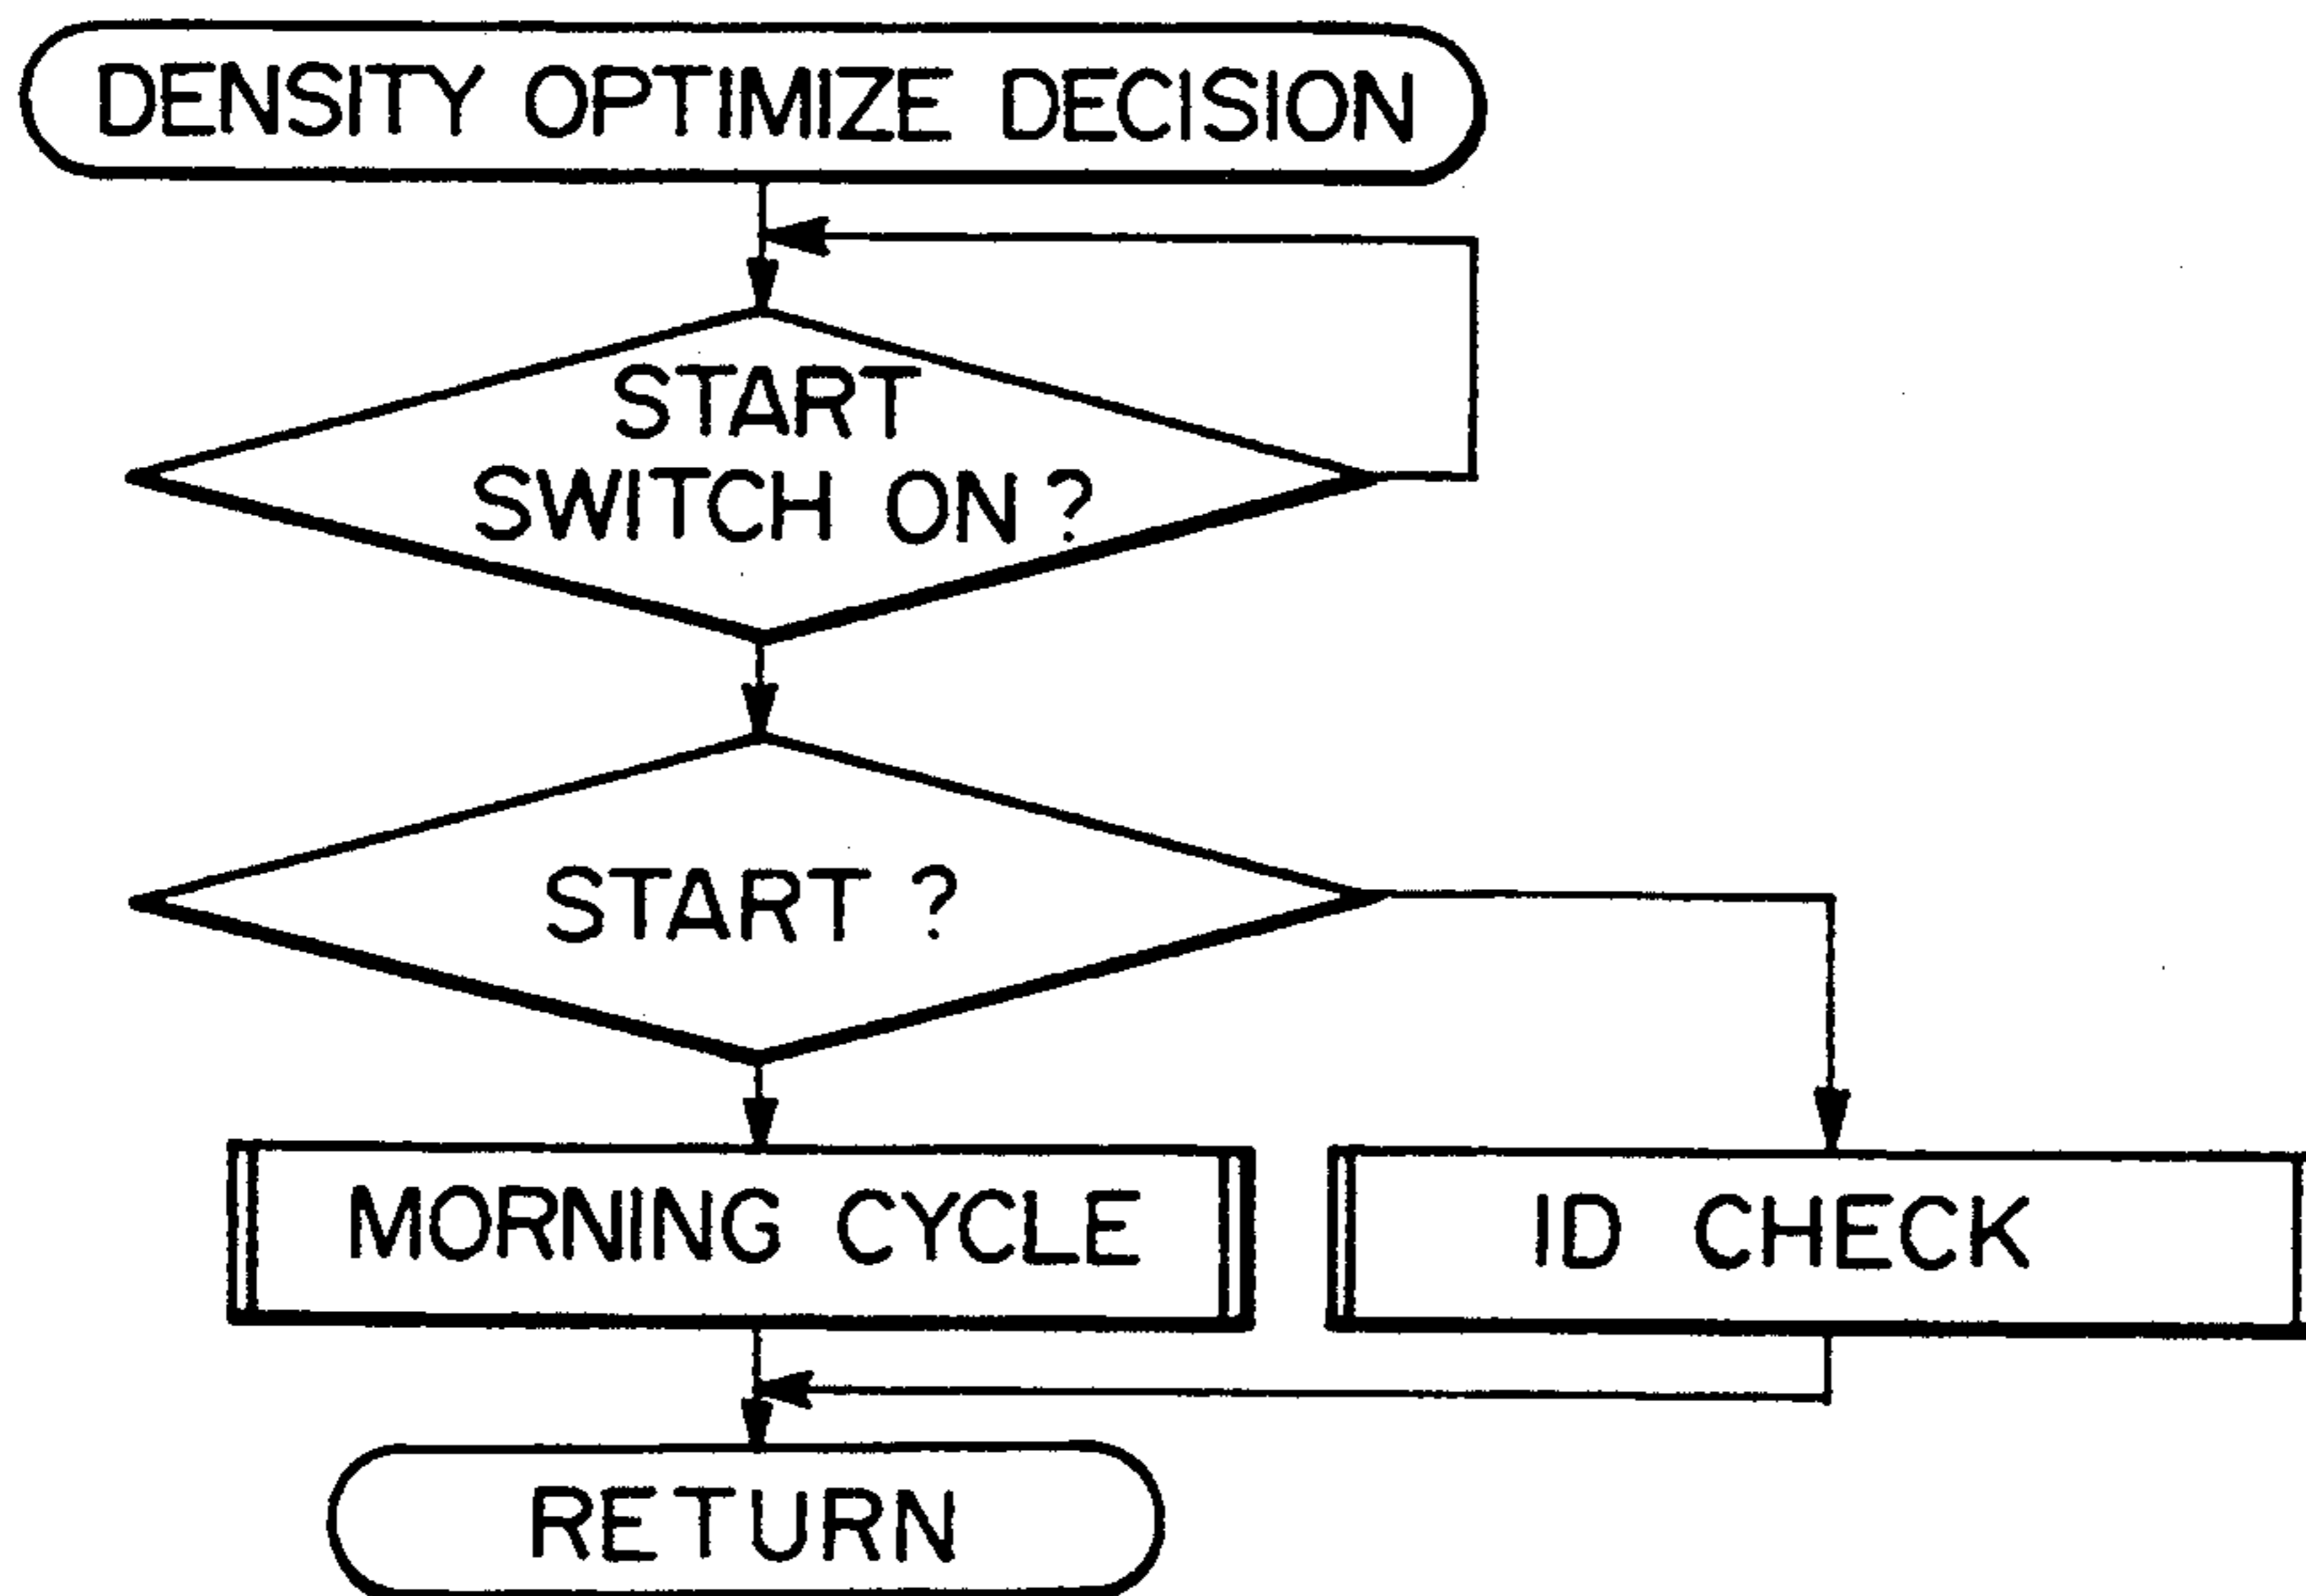 DENSITY OPTIMIZE DECISION
START
SWITCH ON ?
START ?
MORNING CYCLE
ID CHECK
RETURN